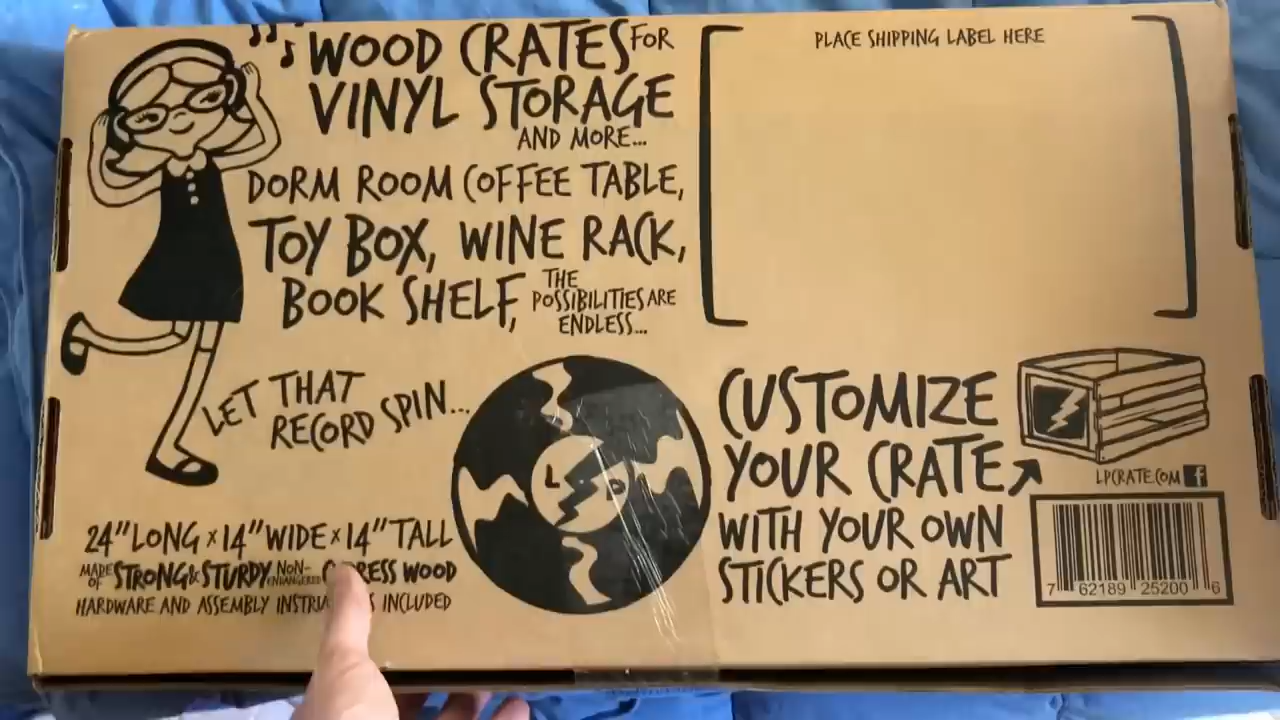 WOOD CRATES FOR
VINYL STORAGE
AND MORE...
DORM ROOM COFFEE TABLE,
TOY BOX, WINE RACK,
BOOK SHELF, THE
POSSIBILITIES ARE
ENDLESS...
LET THAT
RECORD SPIN...
24" LONG x 14" WIDE x 14" TALL
MADE OF STRONG & STURDY NON-ENDANGERED WOOD
HARDWARE AND ASSEMBLY INCLUDED
L
PLACE SHIPPING LABEL HERE
CUSTOMIZE
YOUR CRATE
WITH YOUR OWN
STICKERS OR ART
LPCRATE.COM f
7 62189 25200 6